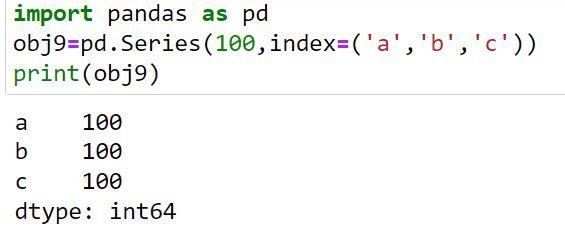 import pandas as pd
obj9=pd.Series(100,index=('a','b','c'))
print(obj9)
a    100
b    100
c    100
dtype: int64